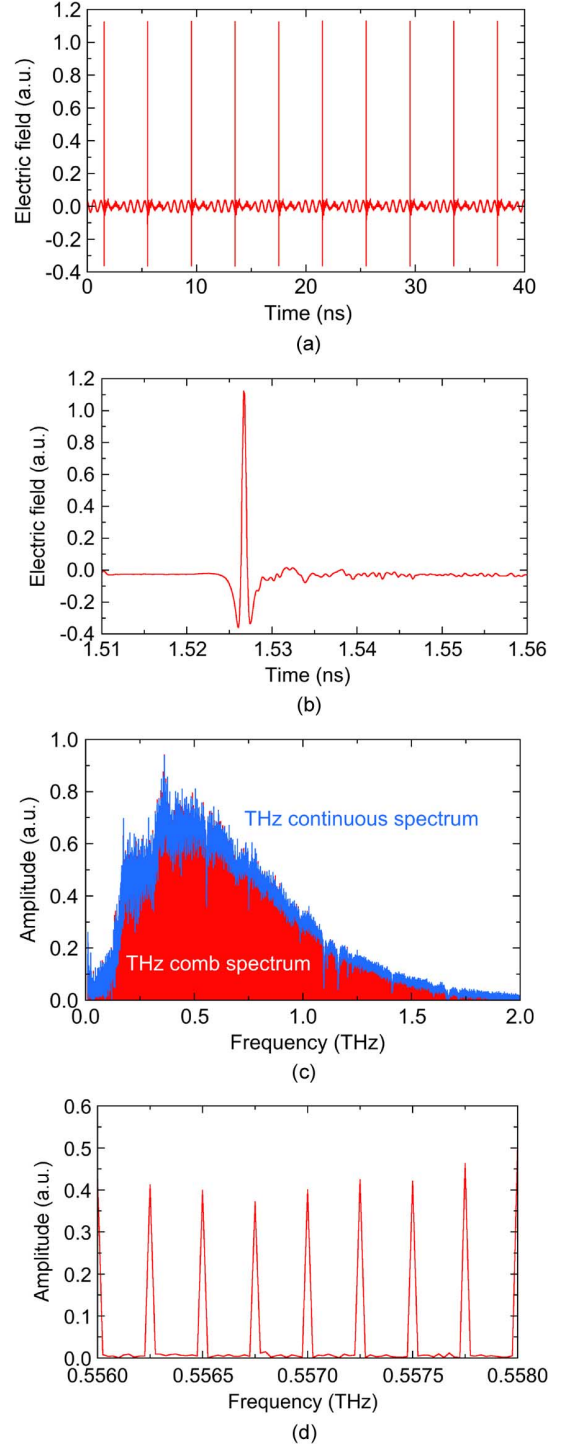 1.2
1.0
0.8
0.6
0.4
0.2
0.0
-0.2
-0.4
Electric field (a.u.)
0 10 20 30 40
Time (ns)
(a)
1.2
1.0
0.8
0.6
0.4
0.2
0.0
-0.2
-0.4
Electric field (a.u.)
1.51 1.52 1.53 1.54 1.55 1.56
Time (ns)
(b)
1.0
0.8
0.6
0.4
0.2
0.0
Amplitude (a.u.)
THz continuous spectrum
THz comb spectrum
0.0 0.5 1.0 1.5 2.0
Frequency (THz)
(c)
0.6
0.5
0.4
0.3
0.2
0.1
0.0
Amplitude (a.u.)
0.5560 0.5565 0.5570 0.5575 0.5580
Frequency (THz)
(d)